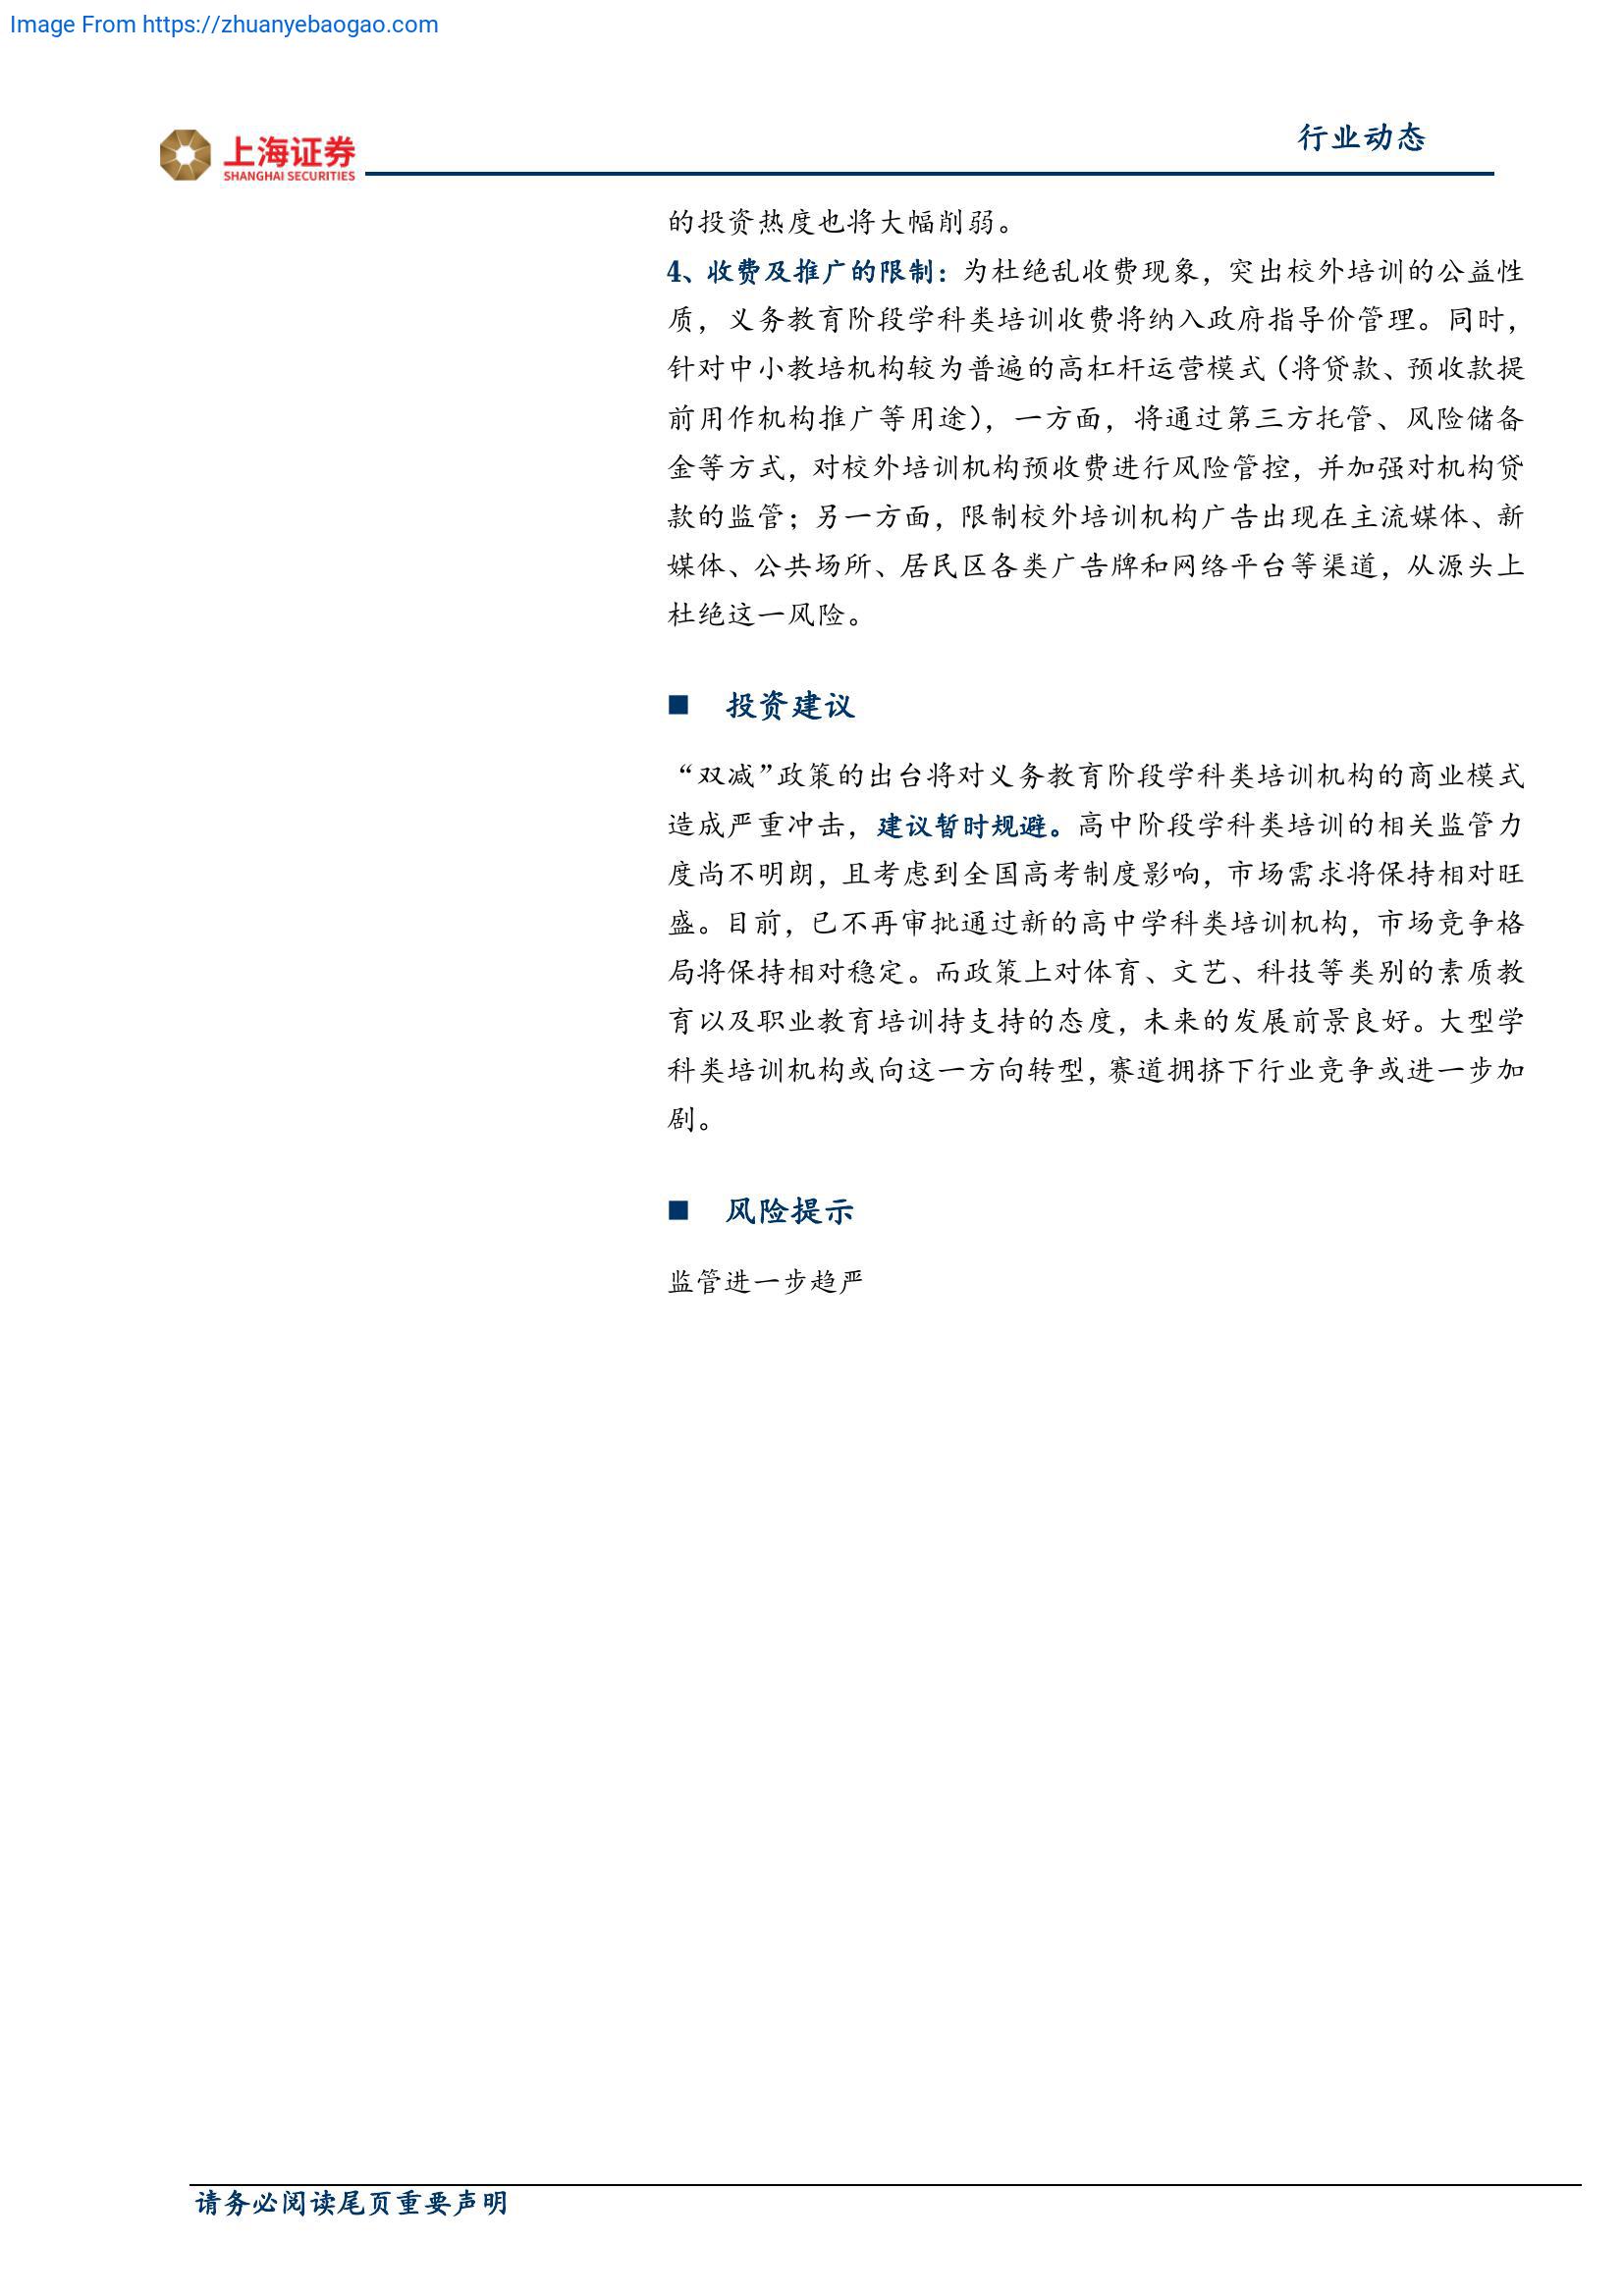 Image From https://zhuanyebaogao.com
上海证券
SHANGHAI SECURITIES
行业动态
的投资热度也将大幅削弱。
4、收费及推广的限制：为杜绝乱收费现象，突出校外培训的公益性
质，义务教育阶段学科类培训收费将纳入政府指导价管理。同时，
针对中小教培机构较为普遍的高杠杆运营模式（将贷款、预收款提
前用作机构推广等用途），一方面，将通过第三方托管、风险储备
金等方式，对校外培训机构预收费进行风险管控，并加强对机构贷
款的监管；另一方面，限制校外培训机构广告出现在主流媒体、新
媒体、公共场所、居民区各类广告牌和网络平台等渠道，从源头上
杜绝这一风险。
■ 投资建议
“双减”政策的出台将对义务教育阶段学科类培训机构的商业模式
造成严重冲击，建议暂时规避。高中阶段学科类培训的相关监管力
度尚不明朗，且考虑到全国高考制度影响，市场需求将保持相对旺
盛。目前，已不再审批通过新的高中学科类培训机构，市场竞争格
局将保持相对稳定。而政策上对体育、文艺、科技等类别的素质教
育以及职业教育培训持支持的态度，未来的发展前景良好。大型学
科类培训机构或向这一方向转型，赛道拥挤下行业竞争或进一步加
剧。
■ 风险提示
监管进一步趋严
请务必阅读尾页重要声明